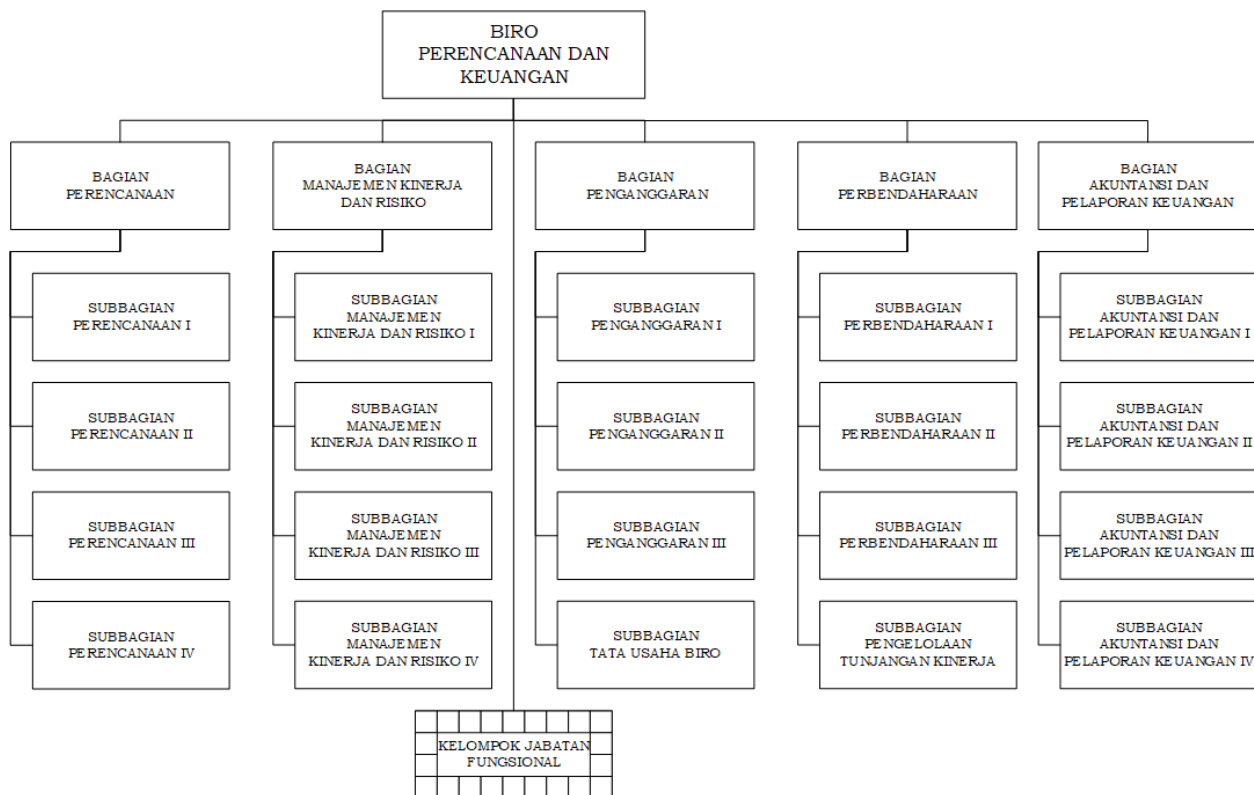 BIRO
PERENCANAAN DAN
KEUANGAN
BAGIAN
PERENCANAAN
BAGIAN
MANAJEMEN KINERJA
DAN RISIKO
BAGIAN
PENGANGGARAN
BAGIAN
PERBENDAHARAAN
BAGIAN
AKUNTANSI DAN
PELAPORAN KEUANGAN
SUBBAGIAN
PERENCANAAN I
SUBBAGIAN
MANAJEMEN
KINERJA DAN RISIKO I
SUBBAGIAN
PENGANGGARAN I
SUBBAGIAN
PERBENDAHARAAN I
SUBBAGIAN
AKUNTANSI DAN
PELAPORAN KEUANGAN I
SUBBAGIAN
PERENCANAAN II
SUBBAGIAN
MANAJEMEN
KINERJA DAN RISIKO II
SUBBAGIAN
PENGANGGARAN II
SUBBAGIAN
PERBENDAHARAAN II
SUBBAGIAN
AKUNTANSI DAN
PELAPORAN KEUANGAN II
SUBBAGIAN
PERENCANAAN III
SUBBAGIAN
MANAJEMEN
KINERJA DAN RISIKO III
SUBBAGIAN
PENGANGGARAN III
SUBBAGIAN
PERBENDAHARAAN III
SUBBAGIAN
AKUNTANSI DAN
PELAPORAN KEUANGAN III
SUBBAGIAN
PERENCANAAN IV
SUBBAGIAN
MANAJEMEN
KINERJA DAN RISIKO IV
SUBBAGIAN
TATA USAHA BIRO
SUBBAGIAN
PENGELOLAAN
TUNJANGAN KINERJA
SUBBAGIAN
AKUNTANSI DAN
PELAPORAN KEUANGAN IV
KELOMPOK JABATAN
FUNGSIONAL